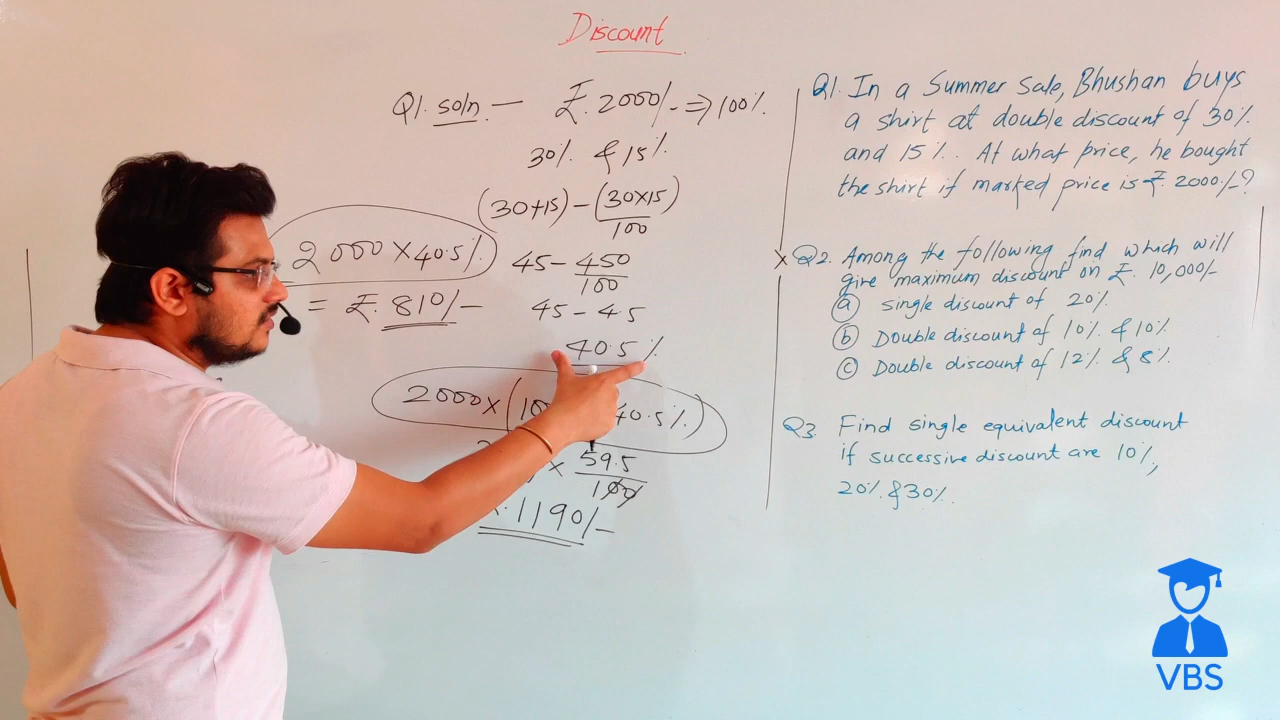 Discount
Q1. soln — ₹. 2000/- ⇒ 100%.
30%. & 15%.
(30+15) - (30×15)/100
45 - 450/100
45 - 4.5
40.5%
2000 × 40.5%
= ₹. 810/-
2000 × ( 40.5%)
× 59.5/100
1190/-
Q1. In a Summer Sale, Bhushan buys
a shirt at double discount of 30%.
and 15%.. At what price, he bought
the shirt if marked price is ₹. 2000/-?
× Q2. Among the following find which will
give maximum discount on ₹. 10,000/-
(a) single discount of 20%.
(b) Double discount of 10%. & 10%.
(c) Double discount of 12%. & 8%.
Q3. Find single equivalent discount
if successive discount are 10%,
20%. & 30%.
VBS